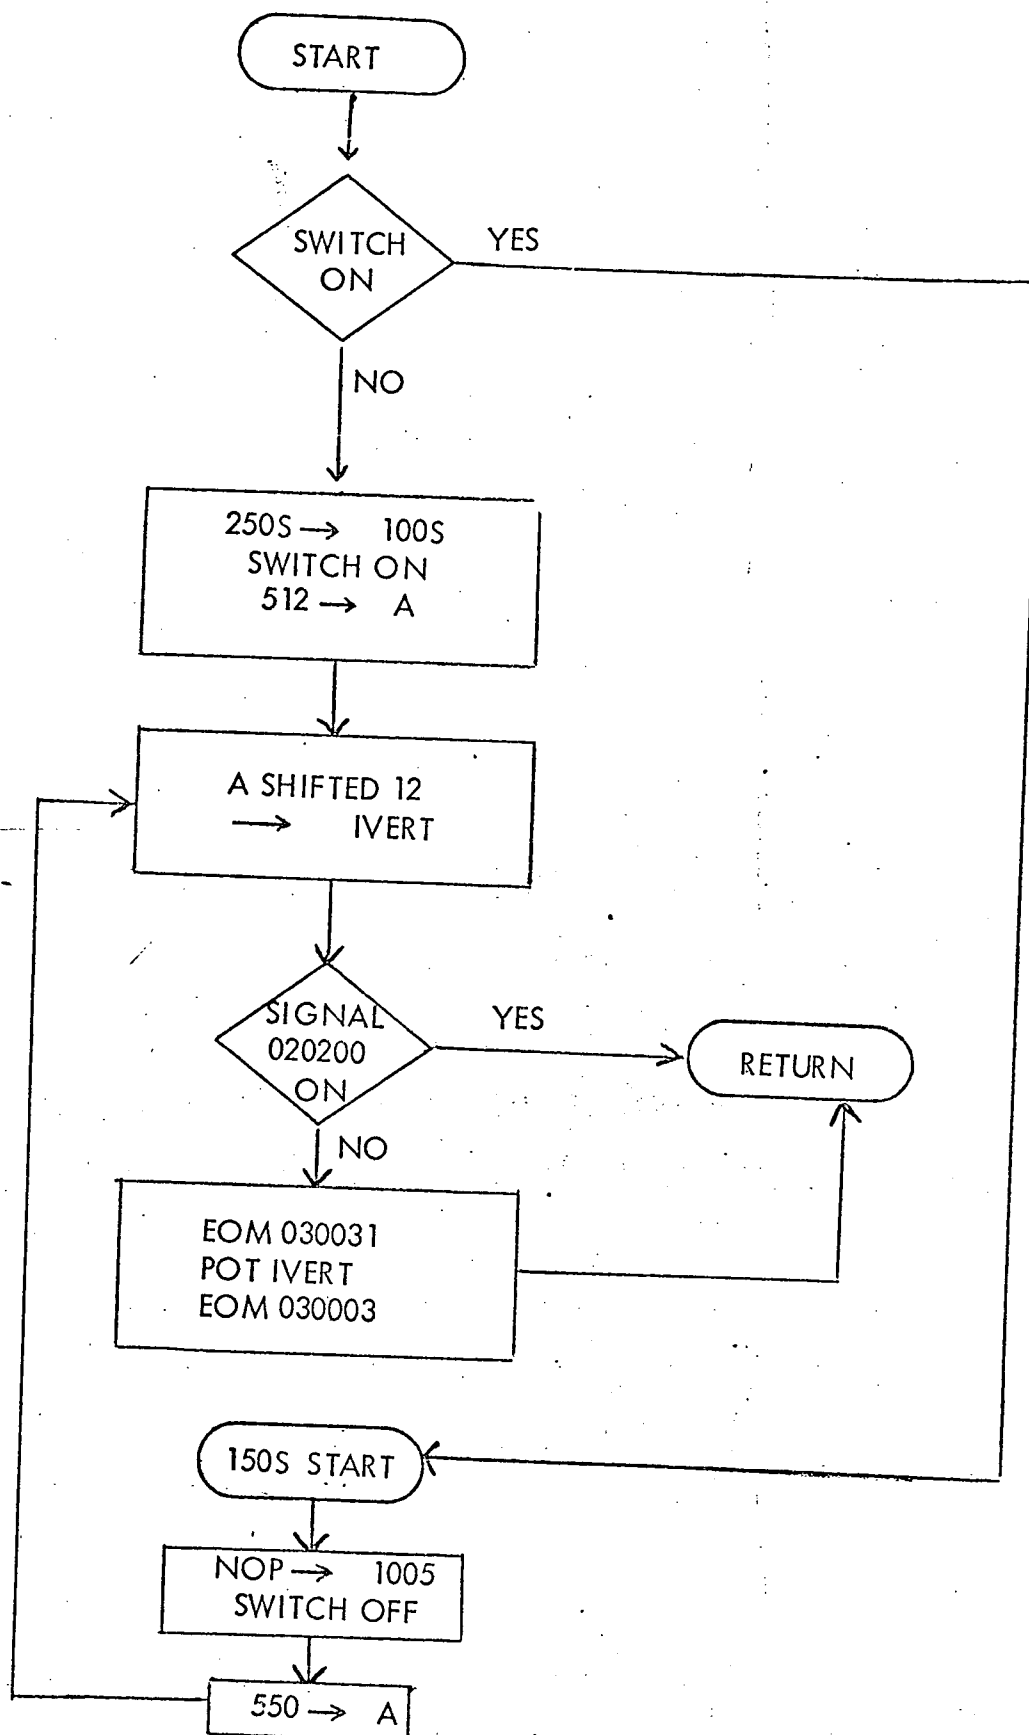 START
SWITCH
ON
YES
NO
250S → 100S
SWITCH ON
512 → A
A SHIFTED 12
→ IVERT
SIGNAL
020200
ON
YES
RETURN
NO
EOM 030031
POT IVERT
EOM 030003
150S START
NOP → 1005
SWITCH OFF
550 → A